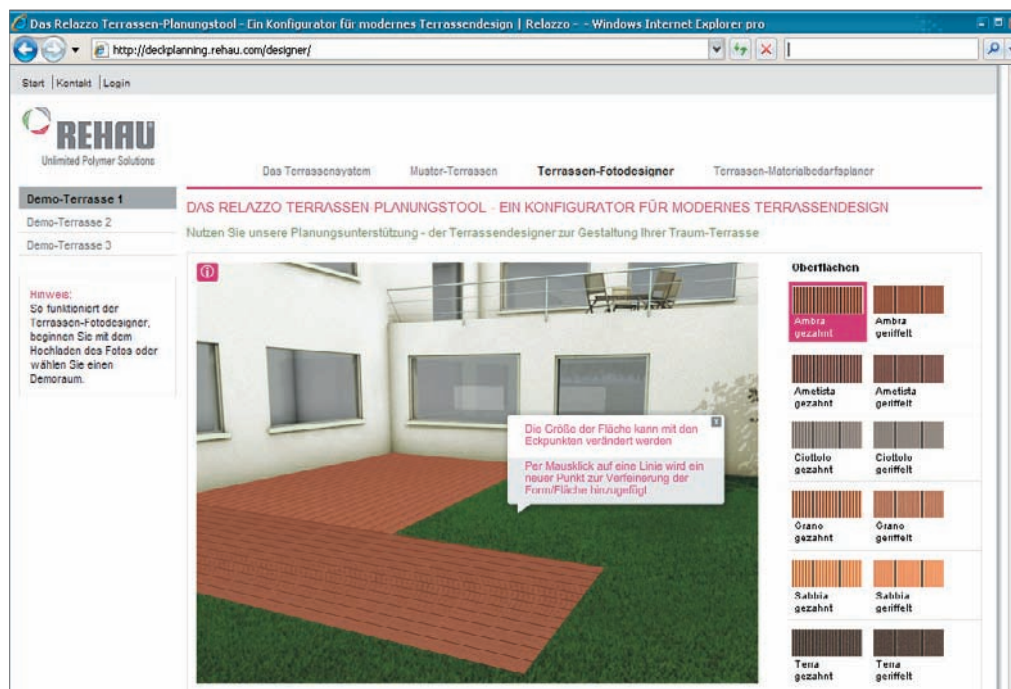 Das Relazzo Terrassen-Planungstool - Ein Konfigurator für modernes Terrassendesign | Relazzo - - Windows Internet Explorer pro
http://deckplanning.rehau.com/designer/
Start | Kontakt | Login
REHAU
Unlimited Polymer Solutions
Das Terrassensystem Muster-Terrassen Terrassen-Fotodesigner Terrassen-Materialbedarfsplaner
Demo-Terrasse 1
Demo-Terrasse 2
Demo-Terrasse 3
DAS RELAZZO TERRASSEN PLANUNGSTOOL - EIN KONFIGURATOR FÜR MODERNES TERRASSENDESIGN
Nutzen Sie unsere Planungsunterstützung - der Terrassendesigner zur Gestaltung Ihrer Traum-Terrasse
Hinweis:
So funktioniert der
Terrassen-Fotodesigner,
beginnen Sie mit dem
Hochladen des Fotos oder
wählen Sie einen
Demoraum.
Die Größe der Fläche kann mit den
Eckpunkten verändert werden
Per Mausklick auf eine Linie wird ein
neuer Punkt zur Verfeinerung der
Form/Fläche hinzugefügt
Oberflächen
Ambra gezahnt
Ambra geriffelt
Ametista gezahnt
Ametista geriffelt
Ciottolo gezahnt
Ciottolo geriffelt
Grano gezahnt
Grano geriffelt
Sabbia gezahnt
Sabbia geriffelt
Terra gezahnt
Terra geriffelt